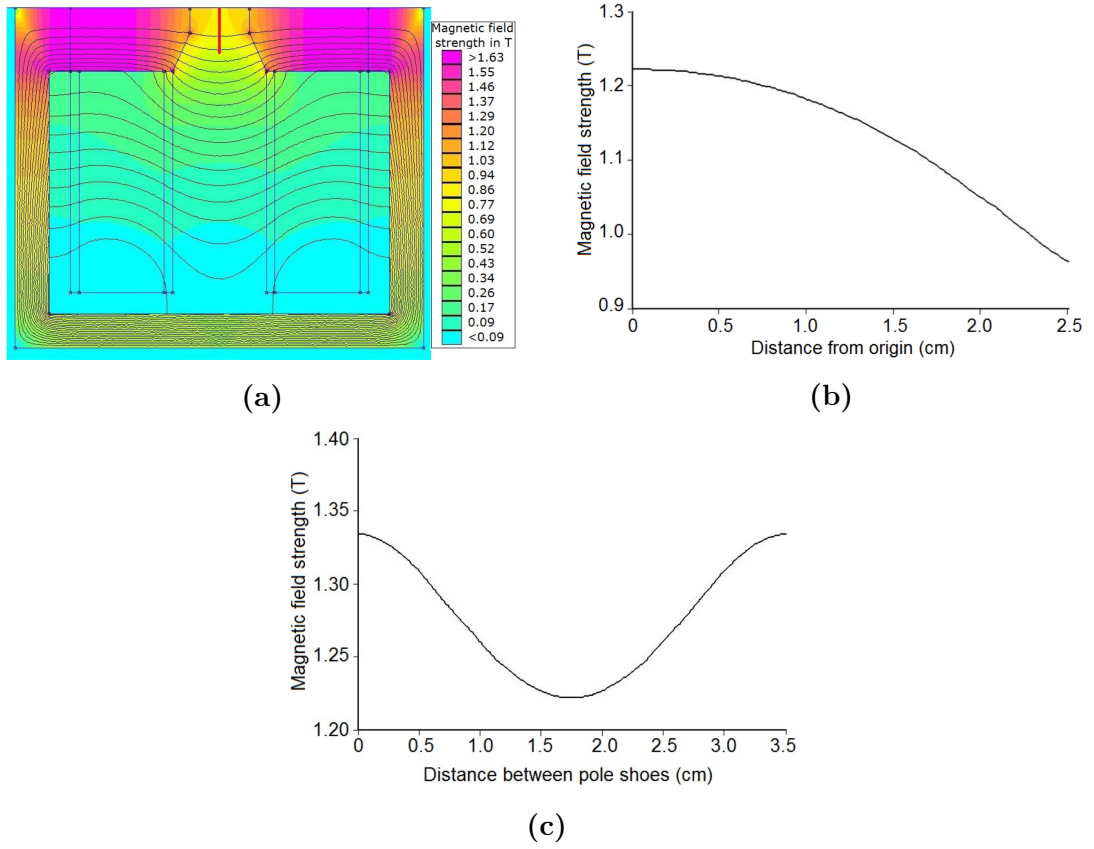 Magnetic field
strength in T
>1.63
1.55
1.46
1.37
1.29
1.20
1.12
1.03
0.94
0.86
0.77
0.69
0.60
0.52
0.43
0.34
0.26
0.17
0.09
<0.09
(a)
Magnetic field strength (T)
1.3
1.2
1.1
1.0
0.9
0 0.5 1.0 1.5 2.0 2.5
Distance from origin (cm)
(b)
Magnetic field strength (T)
1.40
1.35
1.30
1.25
1.20
0 0.5 1.0 1.5 2.0 2.5 3.0 3.5
Distance between pole shoes (cm)
(c)